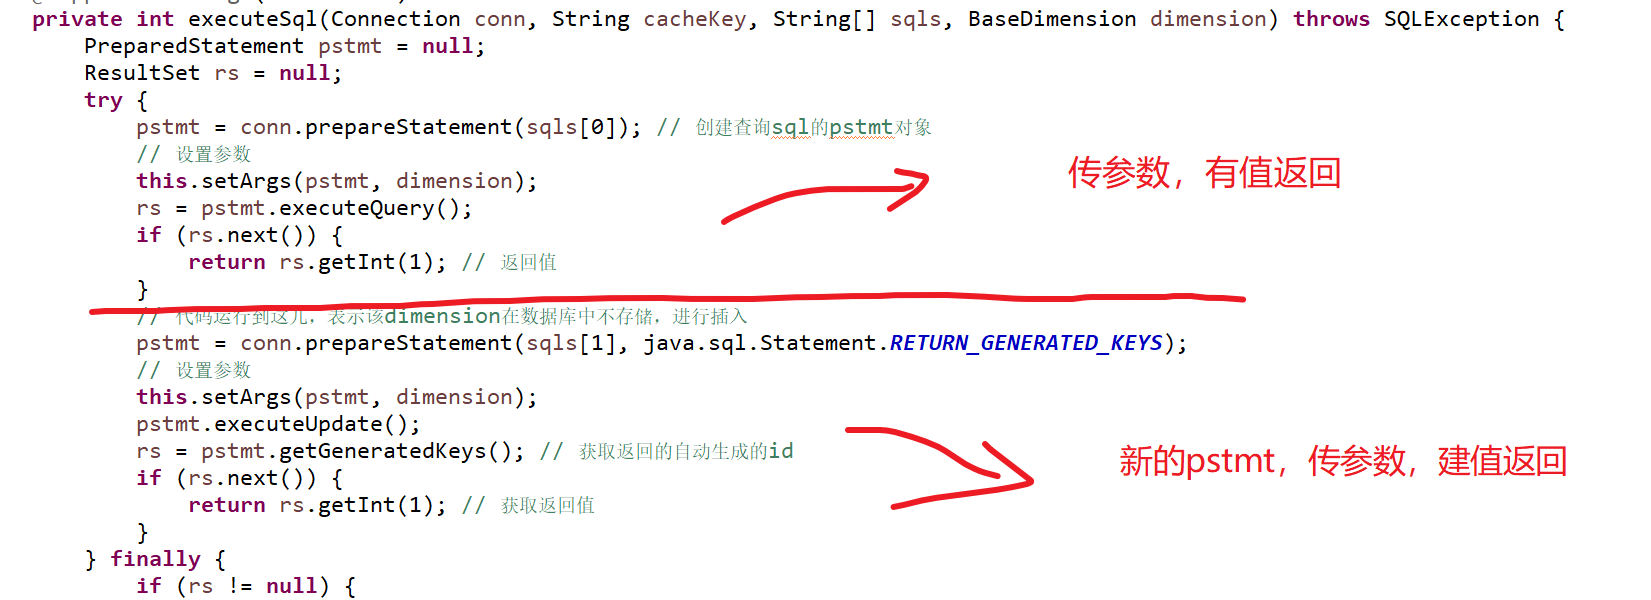 private int executeSql(Connection conn, String cacheKey, String[] sqls, BaseDimension dimension) throws SQLException {
PreparedStatement pstmt = null;
ResultSet rs = null;
try {
pstmt = conn.prepareStatement(sqls[0]); // 创建查询sql的pstmt对象
// 设置参数
this.setArgs(pstmt, dimension);
传参数，有值返回
rs = pstmt.executeQuery();
if (rs.next()) {
return rs.getInt(1); // 返回值
}
// 代码运行到这儿，表示该dimension在数据库中不存储，进行插入
pstmt = conn.prepareStatement(sqls[1], java.sql.Statement.RETURN_GENERATED_KEYS);
// 设置参数
this.setArgs(pstmt, dimension);
pstmt.executeUpdate();
rs = pstmt.getGeneratedKeys(); // 获取返回的自动生成的id
新的pstmt，传参数，建值返回
if (rs.next()) {
return rs.getInt(1); // 获取返回值
}
} finally {
if (rs != null) {